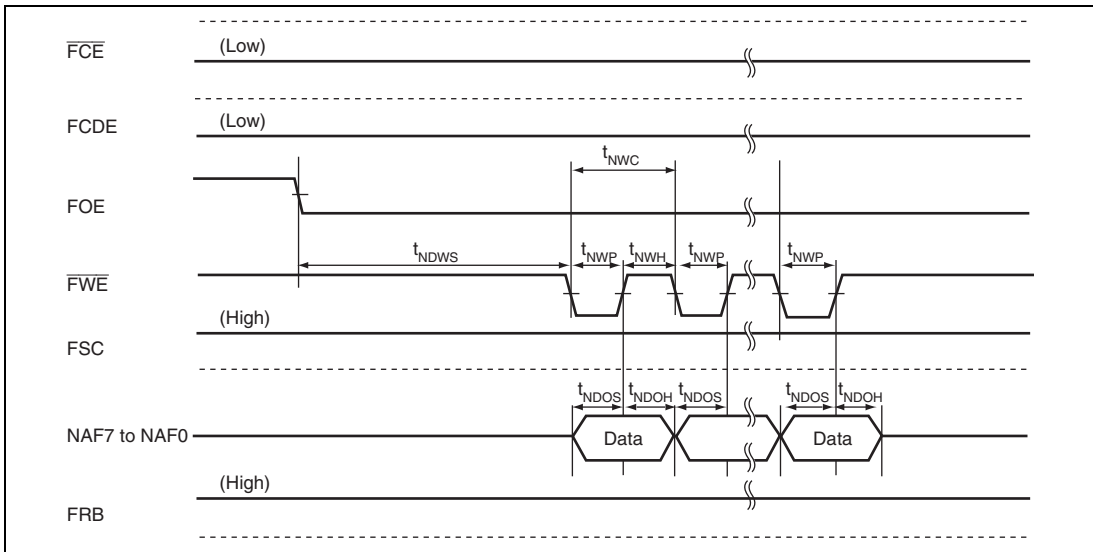 FCE (Low)
FCDE (Low)
tNWC
FOE
tNDWS tNWP tNWH tNWP tNWP
FWE
(High)
FSC
tNDOS tNDOH tNDOS tNDOS tNDOH
NAF7 to NAF0 Data Data
(High)
FRB